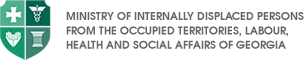 MINISTRY OF INTERNALLY DISPLACED PERSONS
FROM THE OCCUPIED TERRITORIES, LABOUR,
HEALTH AND SOCIAL AFFAIRS OF GEORGIA